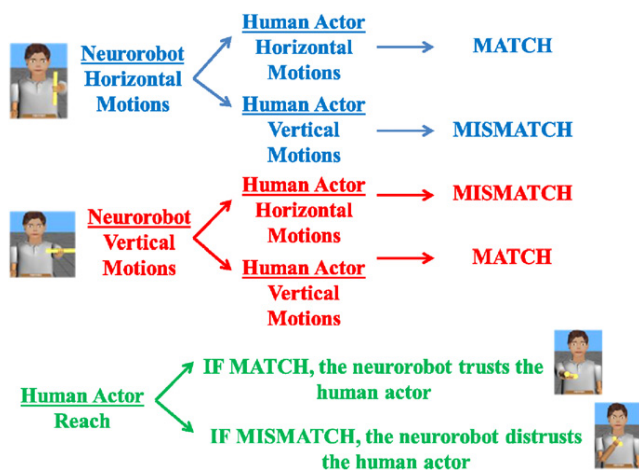 Neurorobot
Horizontal
Motions
Human Actor
Horizontal
Motions
MATCH
Human Actor
Vertical
Motions
MISMATCH
Neurorobot
Vertical
Motions
Human Actor
Horizontal
Motions
MISMATCH
Human Actor
Vertical
Motions
MATCH
Human Actor
Reach
IF MATCH, the neurorobot trusts the
human actor
IF MISMATCH, the neurorobot distrusts
the human actor